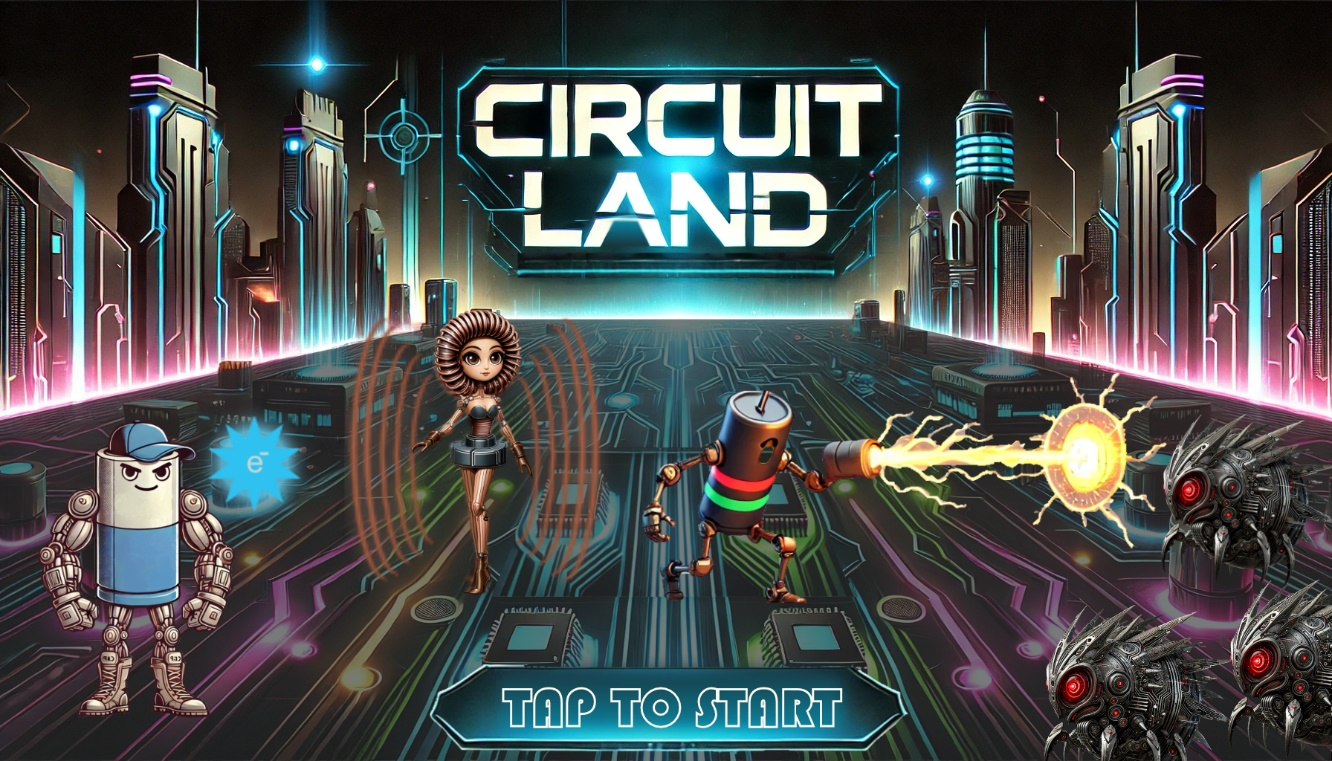 CIRCUIT
LAND
e⁻
TAP TO START